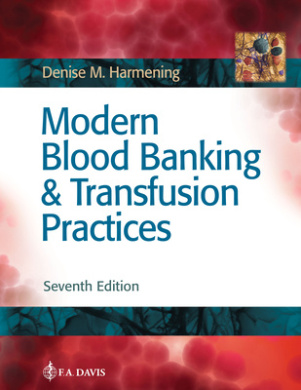 Denise M. Harmening
Modern
Blood Banking
& Transfusion
Practices
Seventh Edition
F.A. DAVIS